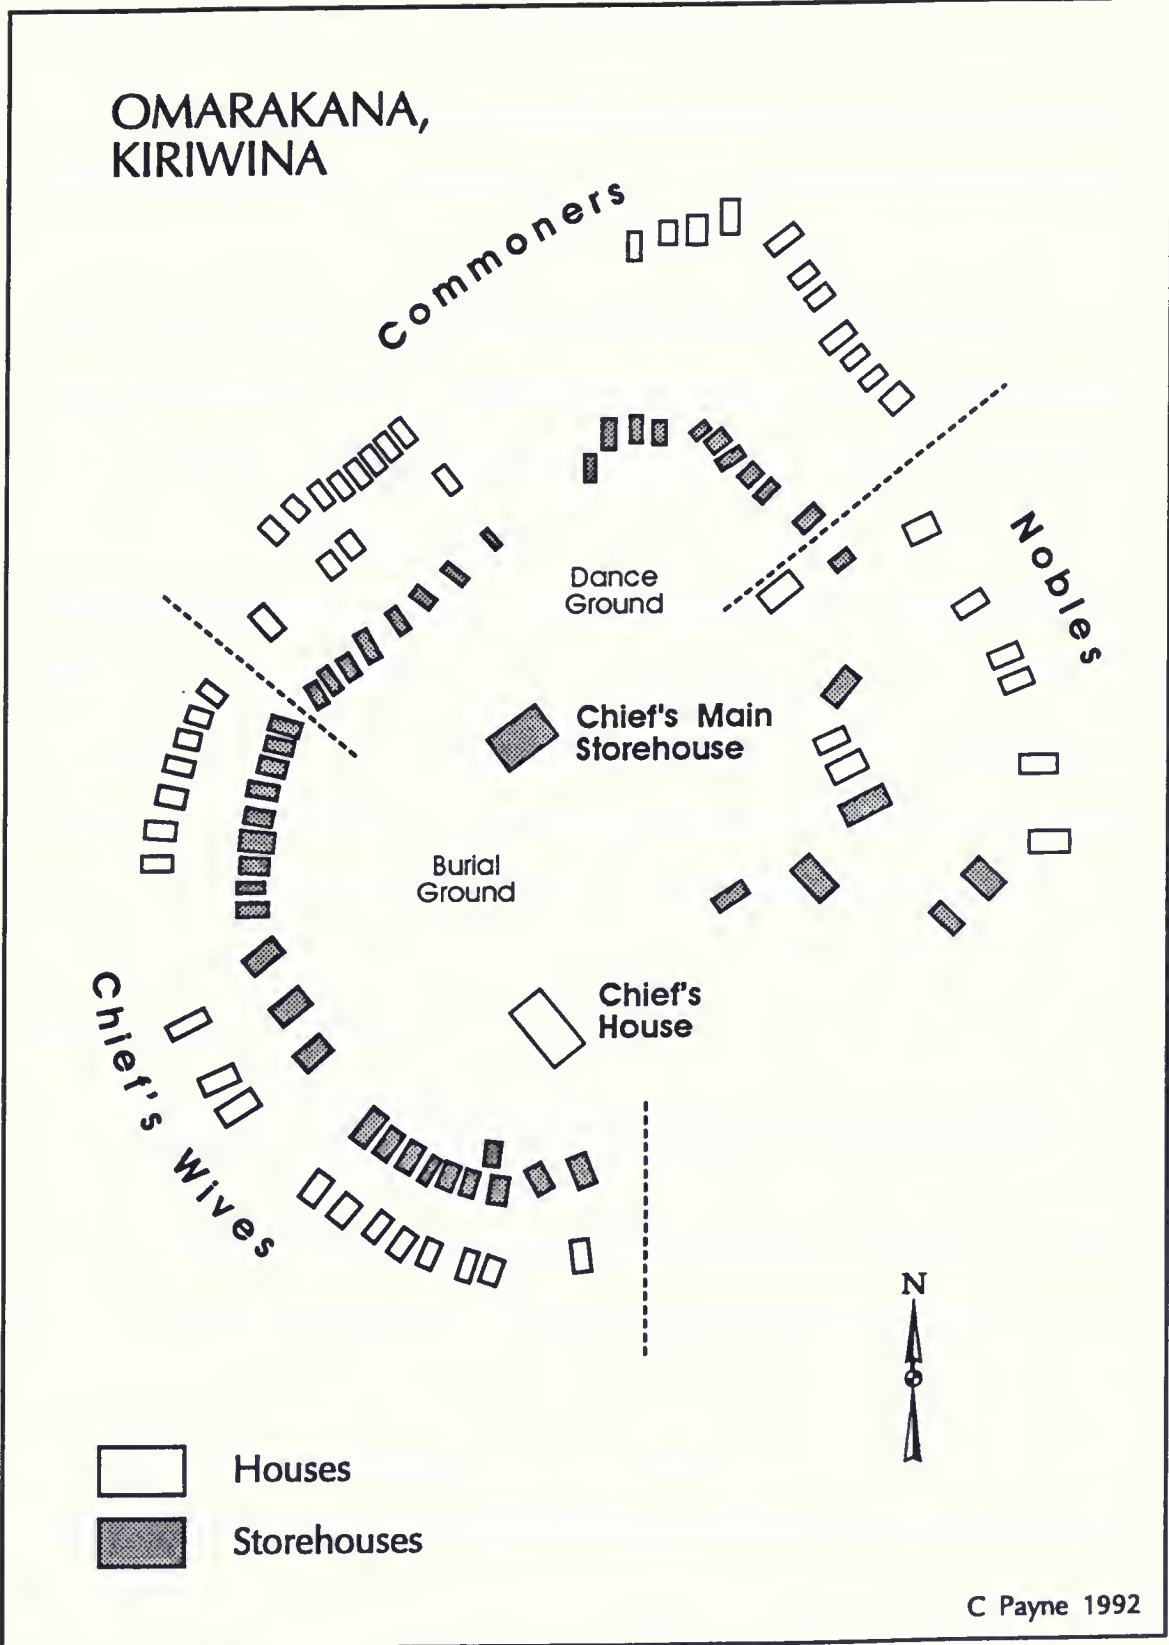 OMARAKANA,
KIRIWINA
Commoners
Nobles
Dance
Ground
Chief's Main
Storehouse
Burial
Ground
Chief's
House
Chief's Wives
N
Houses
Storehouses
C Payne 1992